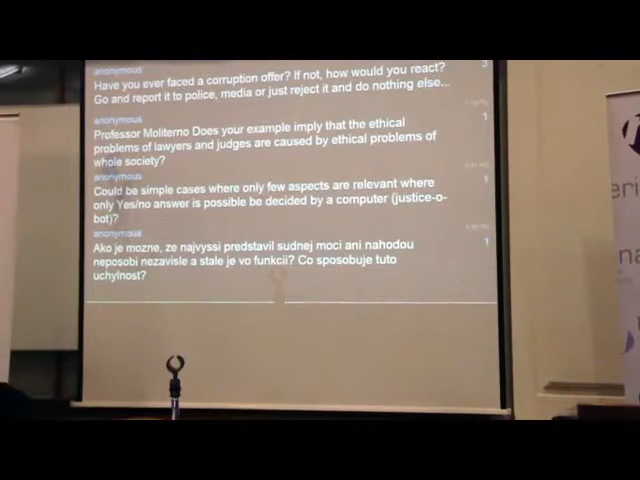 anonymous
3
Have you ever faced a corruption offer? If not, how would you react?
Go and report it to police, media or just reject it and do nothing else...
anonymous
1
Professor Moliterno Does your example imply that the ethical
problems of lawyers and judges are caused by ethical problems of
whole society?
anonymous
1
Could be simple cases where only few aspects are relevant where
only Yes/no answer is possible be decided by a computer (justice-o-
bot)?
anonymous
1
Ako je mozne, ze najvyssi predstavil sudnej moci ani nahodou
neposobi nezavisle a stale je vo funkcii? Co sposobuje tuto
uchylnost?